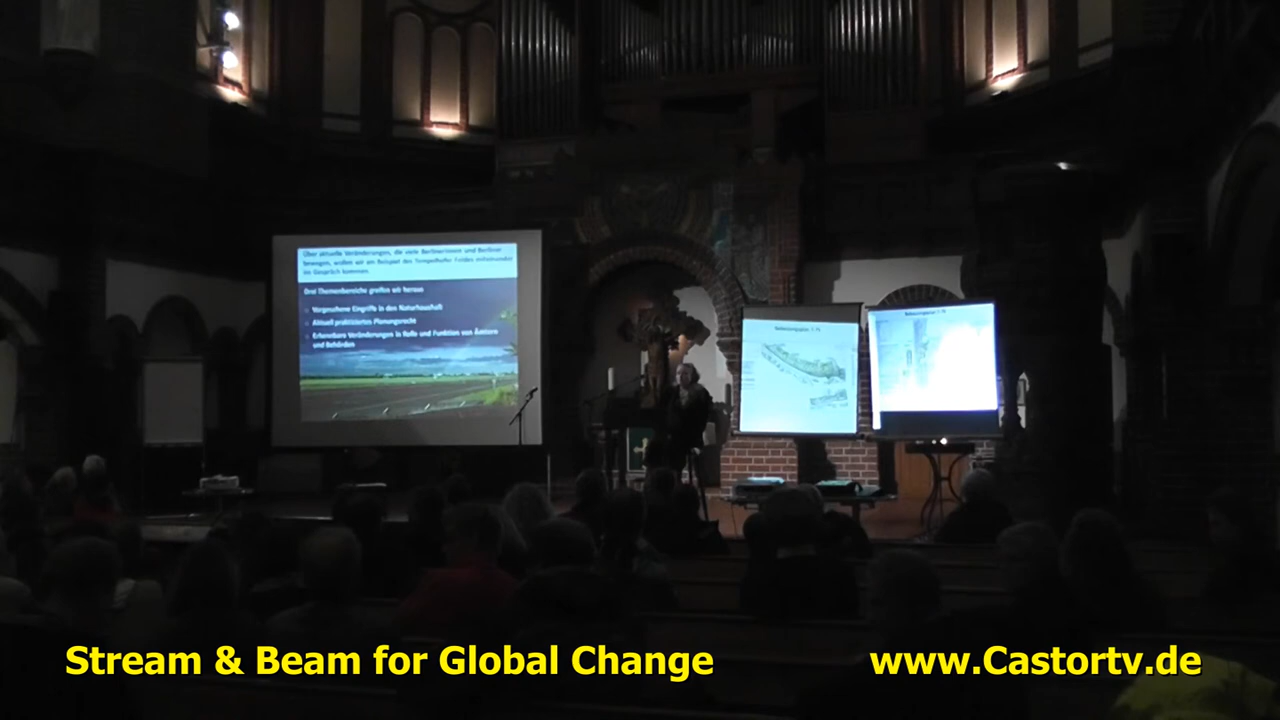 Über aktuelle Veränderungen, die viele Berlinerinnen und Berliner
bewegen, wollen wir am Beispiel des Tempelhofer Feldes miteinander
im Gespräch kommen.
Drei Themenbereiche greifen wir heraus
Vorgesehene Eingriffe in den Naturhaushalt
Aktuell praktiziertes Planungsrecht
Erkennbare Veränderungen in Rolle und Funktion von Ämtern
und Behörden
Stream & Beam for Global Change
www.Castortv.de